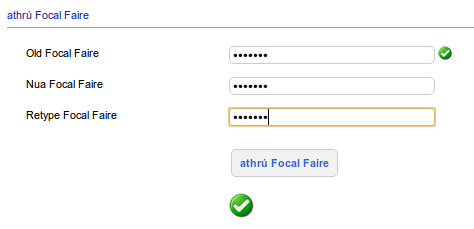 athrú Focal Faire
Old Focal Faire
•••••••
Nua Focal Faire
•••••••
Retype Focal Faire
•••••••
athrú Focal Faire